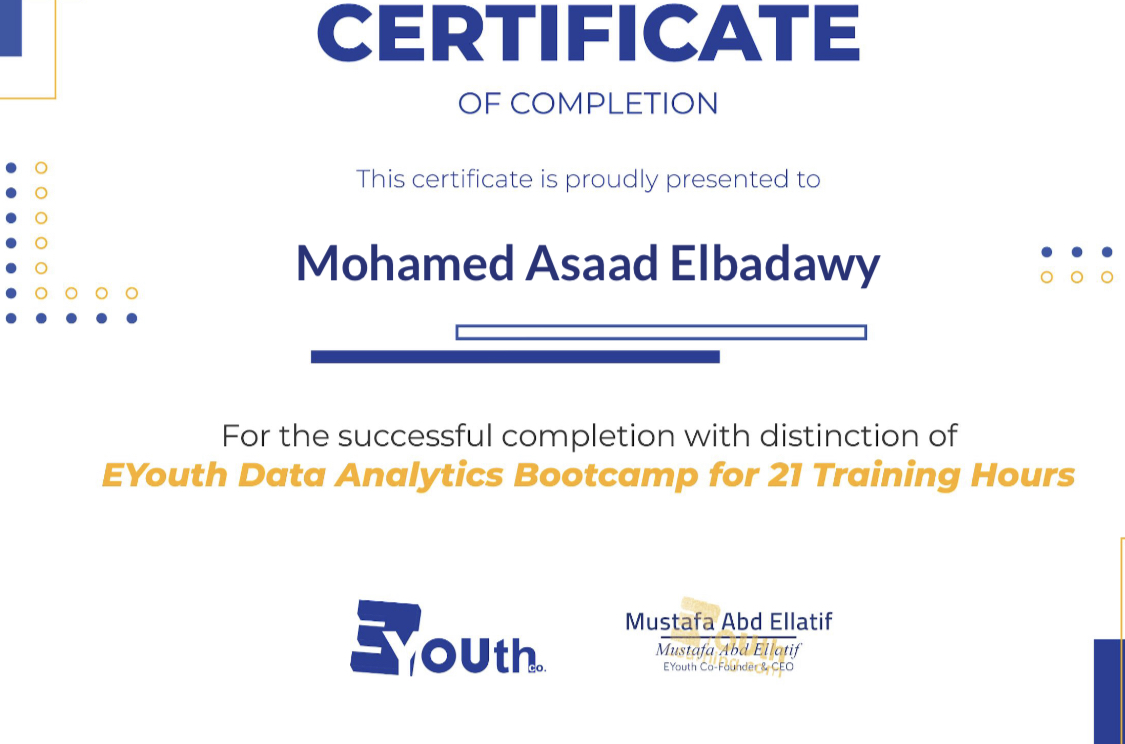 CERTIFICATE
OF COMPLETION
This certificate is proudly presented to
Mohamed Asaad Elbadawy
For the successful completion with distinction of
EYouth Data Analytics Bootcamp for 21 Training Hours
EYouth co.
Mustafa Abd Ellatif
Mustafa Abd Ellatif
EYouth Co-Founder & CEO